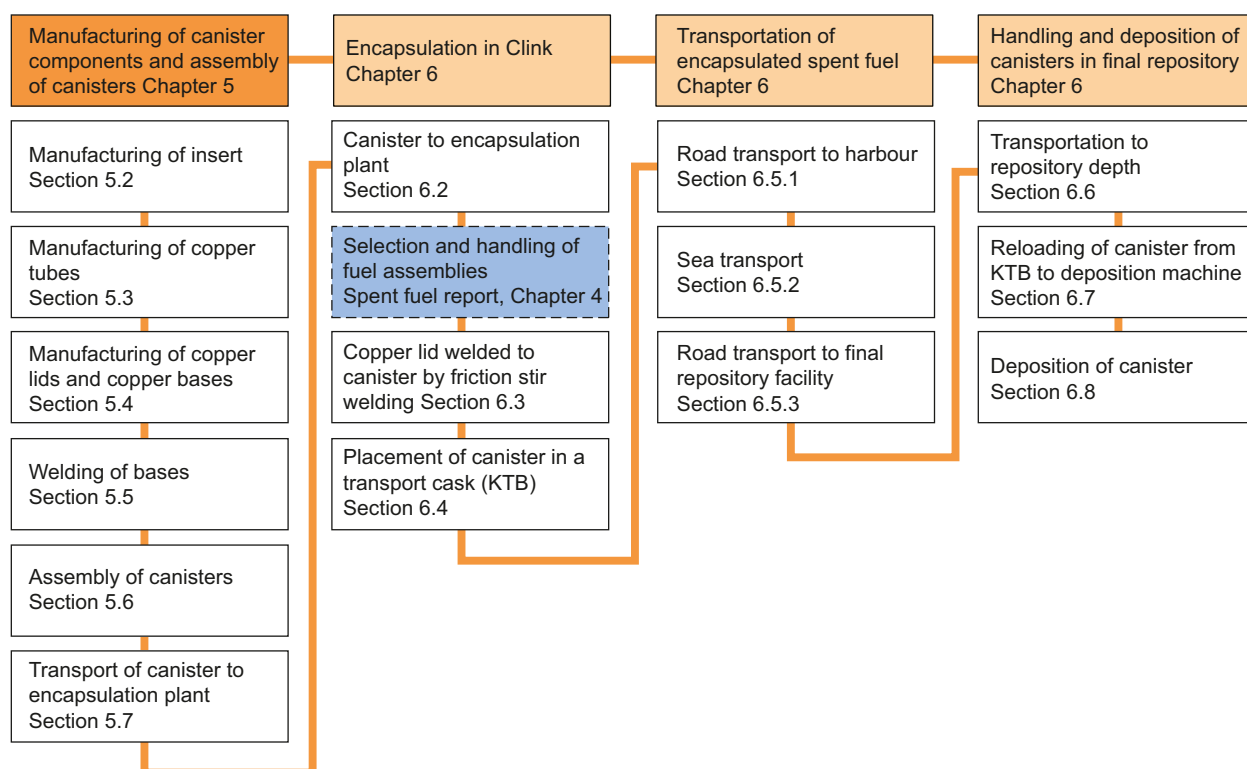 Manufacturing of canister
components and assembly
of canisters Chapter 5
Encapsulation in Clink
Chapter 6
Transportation of
encapsulated spent fuel
Chapter 6
Handling and deposition of
canisters in final repository
Chapter 6
Manufacturing of insert
Section 5.2
Manufacturing of copper
tubes
Section 5.3
Manufacturing of copper
lids and copper bases
Section 5.4
Welding of bases
Section 5.5
Assembly of canisters
Section 5.6
Transport of canister to
encapsulation plant
Section 5.7
Canister to encapsulation
plant
Section 6.2
Selection and handling of
fuel assemblies
Spent fuel report, Chapter 4
Copper lid welded to
canister by friction stir
welding Section 6.3
Placement of canister in a
transport cask (KTB)
Section 6.4
Road transport to harbour
Section 6.5.1
Sea transport
Section 6.5.2
Road transport to final
repository facility
Section 6.5.3
Transportation to
repository depth
Section 6.6
Reloading of canister from
KTB to deposition machine
Section 6.7
Deposition of canister
Section 6.8